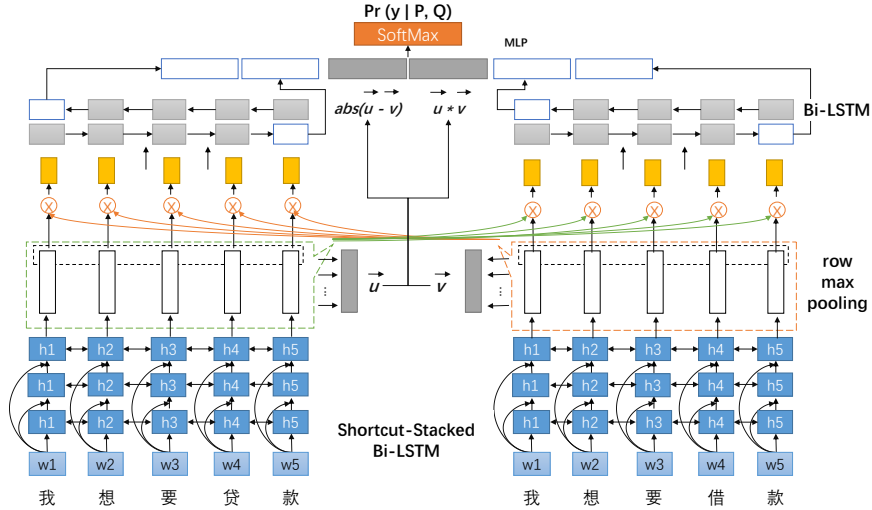 Pr (y | P, Q)
SoftMax
MLP
abs(u - v) u * v
Bi-LSTM
X X X X X X X X X X
u v
row
max
pooling
...
...
h1 h2 h3 h4 h5 h1 h2 h3 h4 h5
h1 h2 h3 h4 h5 h1 h2 h3 h4 h5
h1 h2 h3 h4 h5 h1 h2 h3 h4 h5
Shortcut-Stacked
Bi-LSTM
w1 w2 w3 w4 w5 w1 w2 w3 w4 w5
我 想 要 贷 款 我 想 要 借 款